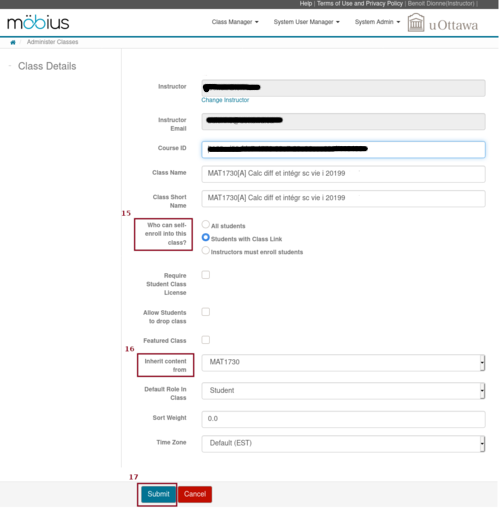 Help | Terms of Use and Privacy Policy | Benoit Dionne(Instructor) |
möbius
Class Manager System User Manager System Admin
uOttawa
Administer Classes
Class Details
Instructor
Change Instructor
Instructor Email
Course ID
Class Name MAT1730[A] Calc diff et intégr sc vie i 20199
Class Short Name MAT1730[A] Calc diff et intégr sc vie i 20199
15
Who can self-enroll into this class?
All students
Students with Class Link
Instructors must enroll students
Require Student Class License
Allow Students to drop class
Featured Class
16
Inherit content from MAT1730
Default Role In Class Student
Sort Weight 0.0
Time Zone Default (EST)
17
Submit Cancel